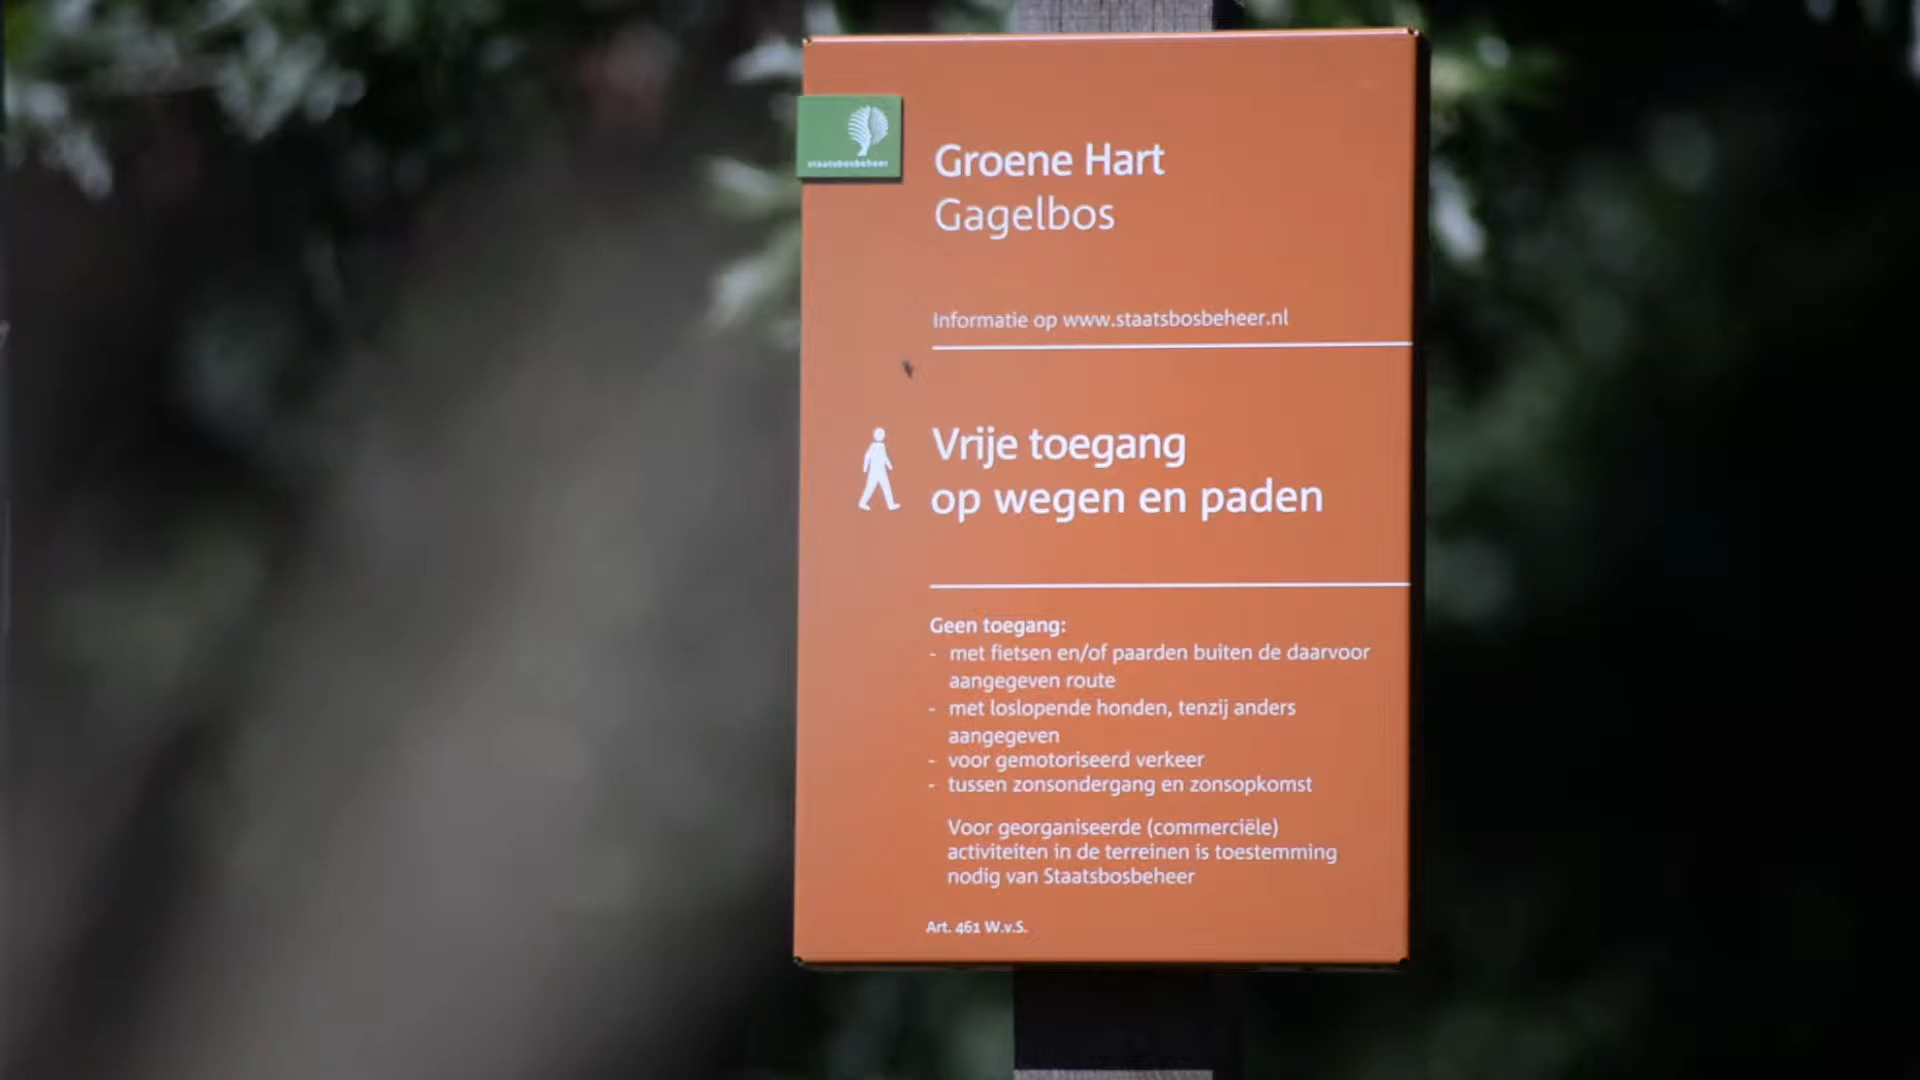 staatsbosbeheer
Groene Hart
Gagelbos
Informatie op www.staatsbosbeheer.nl
Vrije toegang
op wegen en paden
Geen toegang:
- met fietsen en/of paarden buiten de daarvoor
aangegeven route
- met loslopende honden, tenzij anders
aangegeven
- voor gemotoriseerd verkeer
- tussen zonsondergang en zonsopkomst
Voor georganiseerde (commerciële)
activiteiten in de terreinen is toestemming
nodig van Staatsbosbeheer
Art. 461 W.v.S.